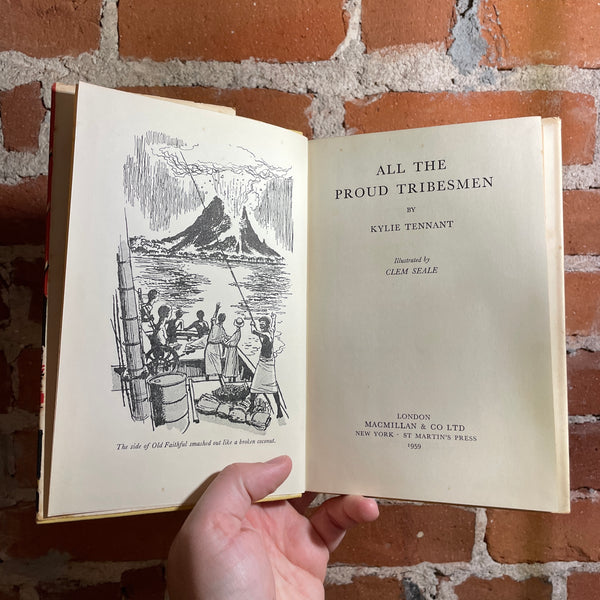 The side of Old Faithful smashed out like a broken coconut.
ALL THE
PROUD TRIBESMEN
BY
KYLIE TENNANT
Illustrated by
CLEM SEALE
LONDON
MACMILLAN & CO LTD
NEW YORK · ST MARTIN'S PRESS
1959